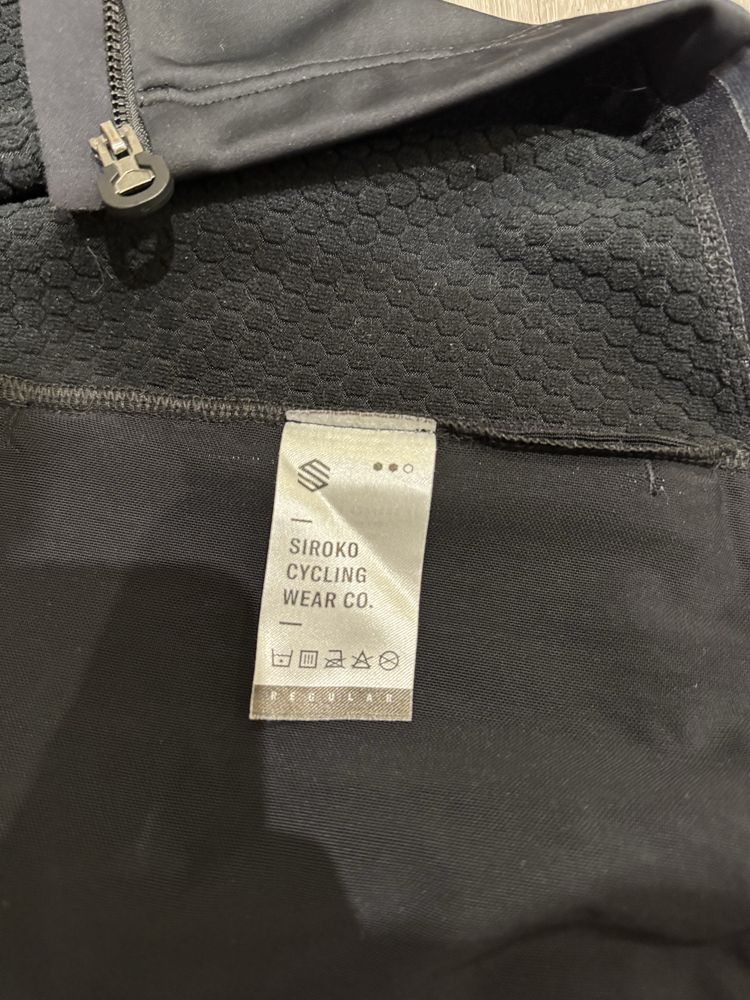 SIROKO
CYCLING
WEAR CO.
REGULAR